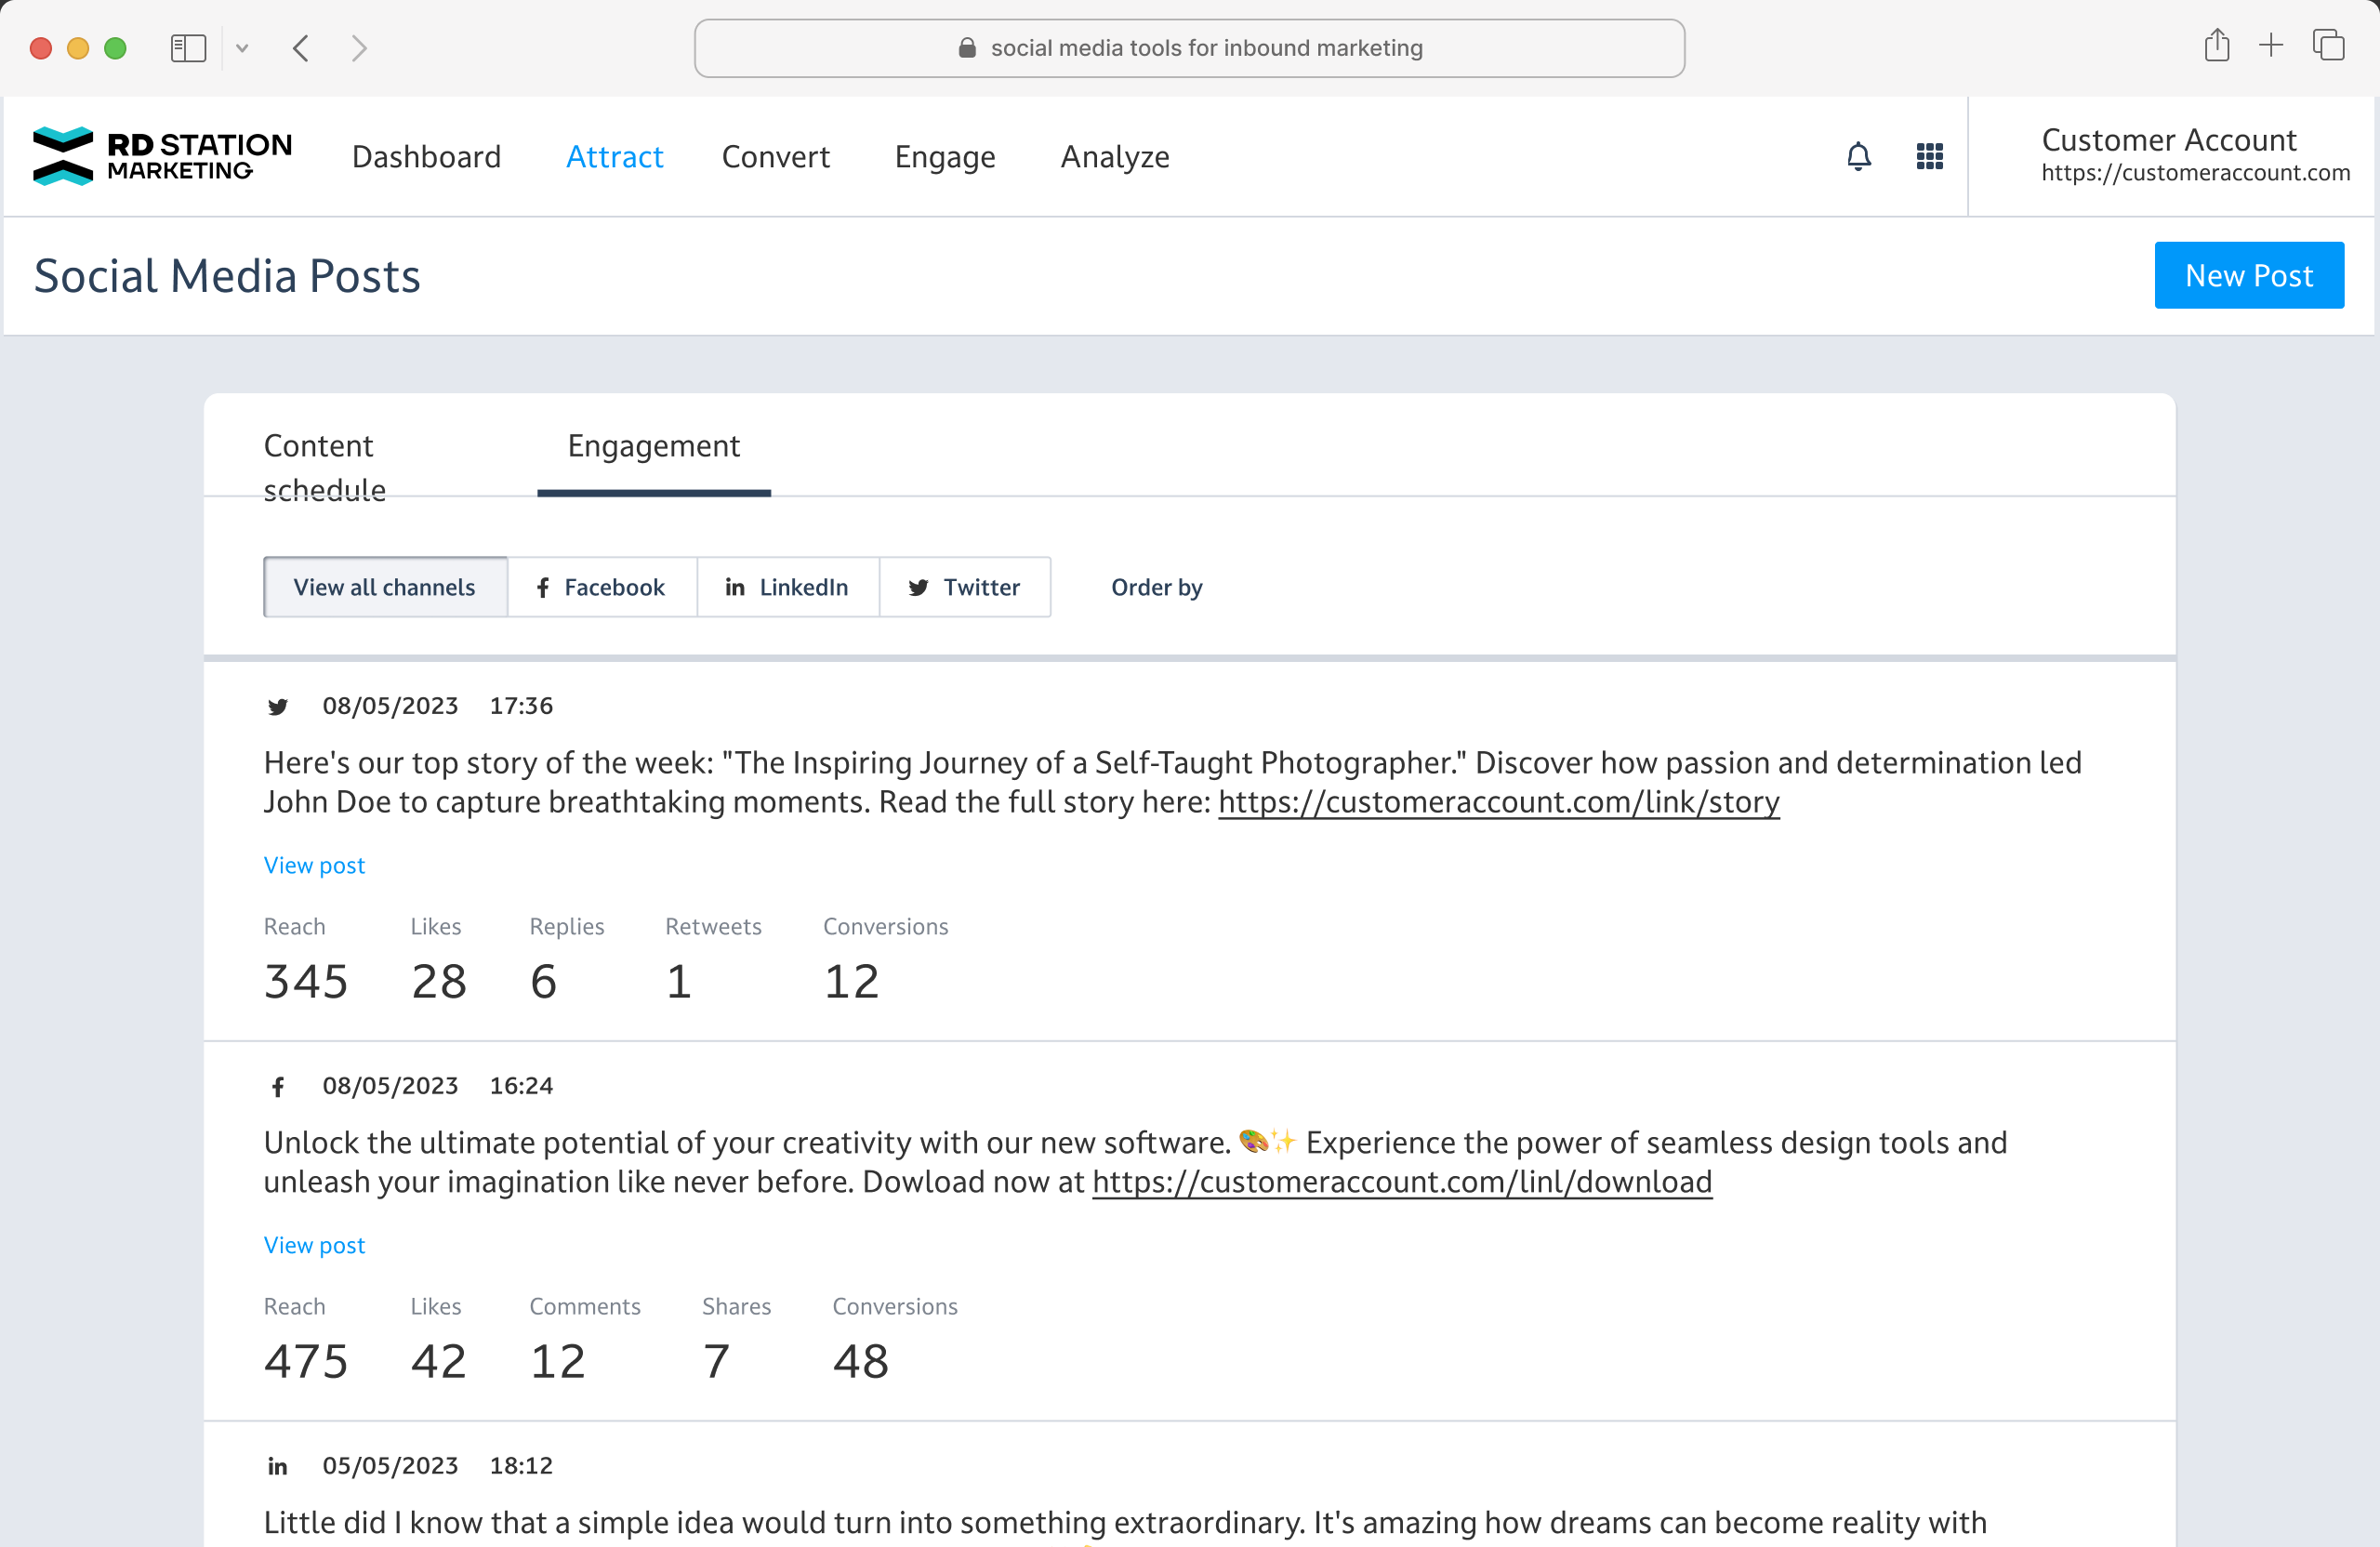 social media tools for inbound marketing
RD STATION
MARKETING
Dashboard
Attract
Convert
Engage
Analyze
Customer Account
https://customeraccount.com
Social Media Posts
New Post
Content
schedule
Engagement
View all channels
Facebook
LinkedIn
Twitter
Order by
08/05/2023 17:36
Here's our top story of the week: "The Inspiring Journey of a Self-Taught Photographer." Discover how passion and determination led
John Doe to capture breathtaking moments. Read the full story here: https://customeraccount.com/link/story
View post
Reach Likes Replies Retweets Conversions
345 28 6 1 12
08/05/2023 16:24
Unlock the ultimate potential of your creativity with our new software. 🎨✨ Experience the power of seamless design tools and
unleash your imagination like never before. Dowload now at https://customeraccount.com/linl/download
View post
Reach Likes Comments Shares Conversions
475 42 12 7 48
05/05/2023 18:12
Little did I know that a simple idea would turn into something extraordinary. It's amazing how dreams can become reality with